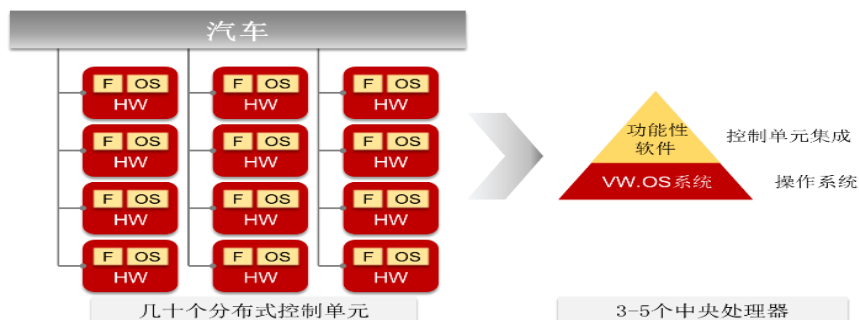 汽车
F OS F OS F OS
HW HW HW
F OS F OS F OS
HW HW HW
F OS F OS F OS
HW HW HW
F OS F OS F OS
HW HW HW
几十个分布式控制单元
功能性
软件
控制单元集成
VW.OS系统
操作系统
3-5个中央处理器